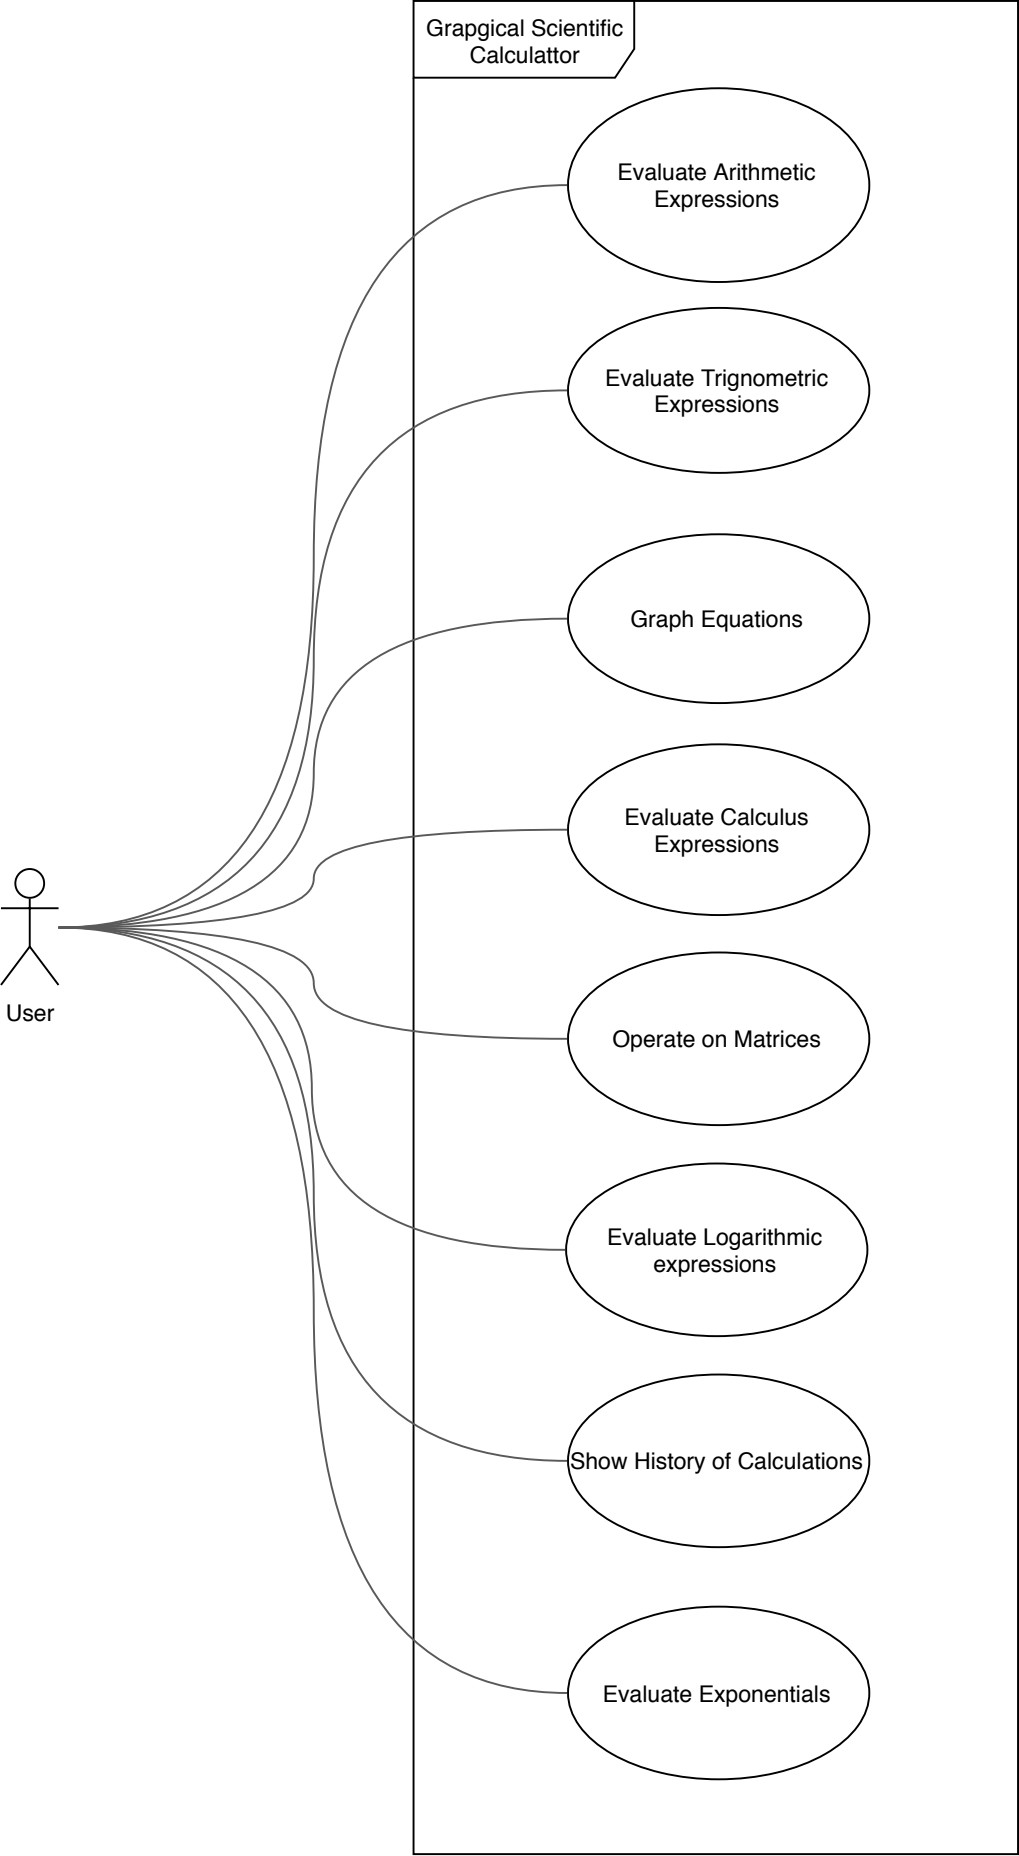 Grapgical Scientific
Calculattor
Evaluate Arithmetic
Expressions
Evaluate Trignometric
Expressions
Graph Equations
Evaluate Calculus
Expressions
User
Operate on Matrices
Evaluate Logarithmic
expressions
Show History of Calculations
Evaluate Exponentials